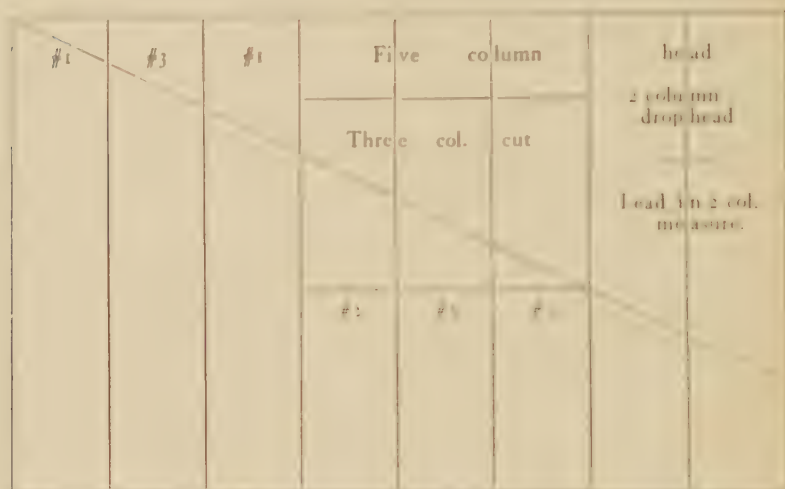 #1 #3 #1 Five column head
2 column
drop head
Three col. cut
Lead in 2 col.
measure.